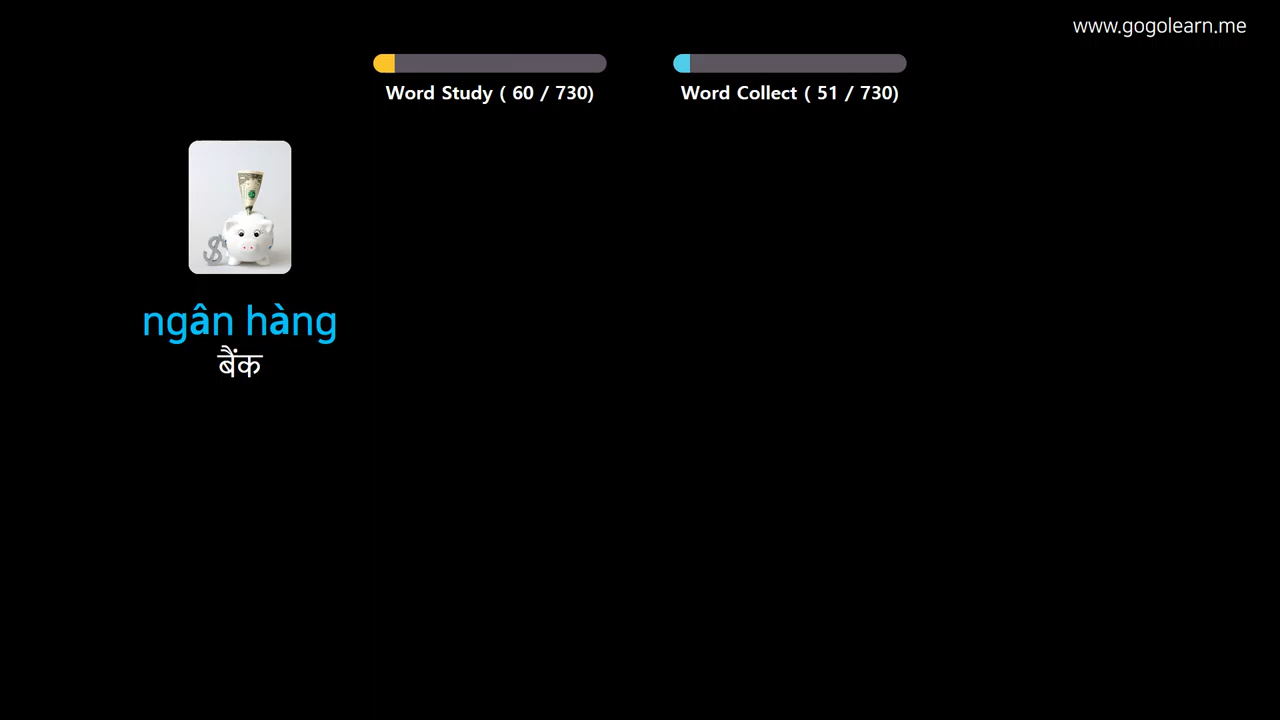 www.gogolearn.me
Word Study ( 60 / 730)
Word Collect ( 51 / 730)
$
ngân hàng
बैंक